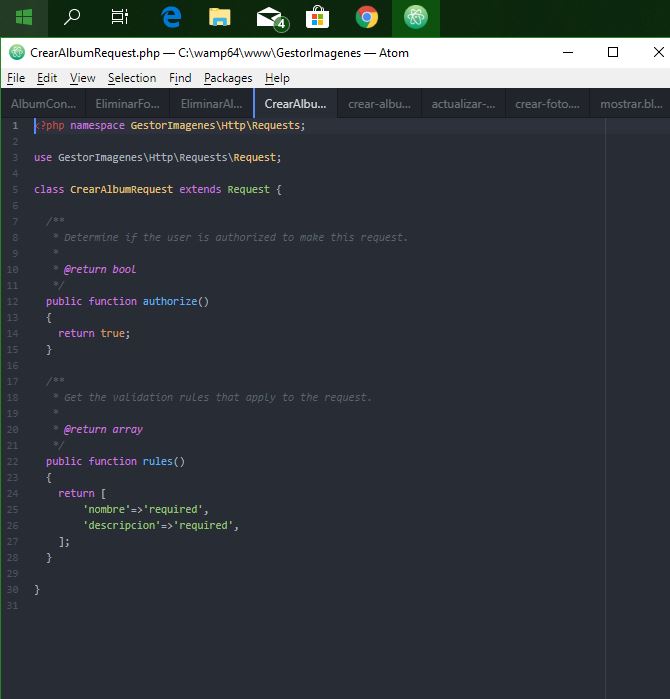 4
CrearAlbumRequest.php — C:\wamp64\www\GestorImagenes — Atom
File Edit View Selection Find Packages Help
AlbumCon... EliminarFo... EliminarAl... CrearAlbu... crear-albu... actualizar-... crear-foto.... mostrar.bl...
1 <?php namespace GestorImagenes\Http\Requests;
2
3 use GestorImagenes\Http\Requests\Request;
4
5 class CrearAlbumRequest extends Request {
6
7 /**
8 * Determine if the user is authorized to make this request.
9 *
10 * @return bool
11 */
12 public function authorize()
13 {
14 return true;
15 }
16
17 /**
18 * Get the validation rules that apply to the request.
19 *
20 * @return array
21 */
22 public function rules()
23 {
24 return [
25 'nombre'=>'required',
26 'descripcion'=>'required',
27 ];
28 }
29
30 }
31